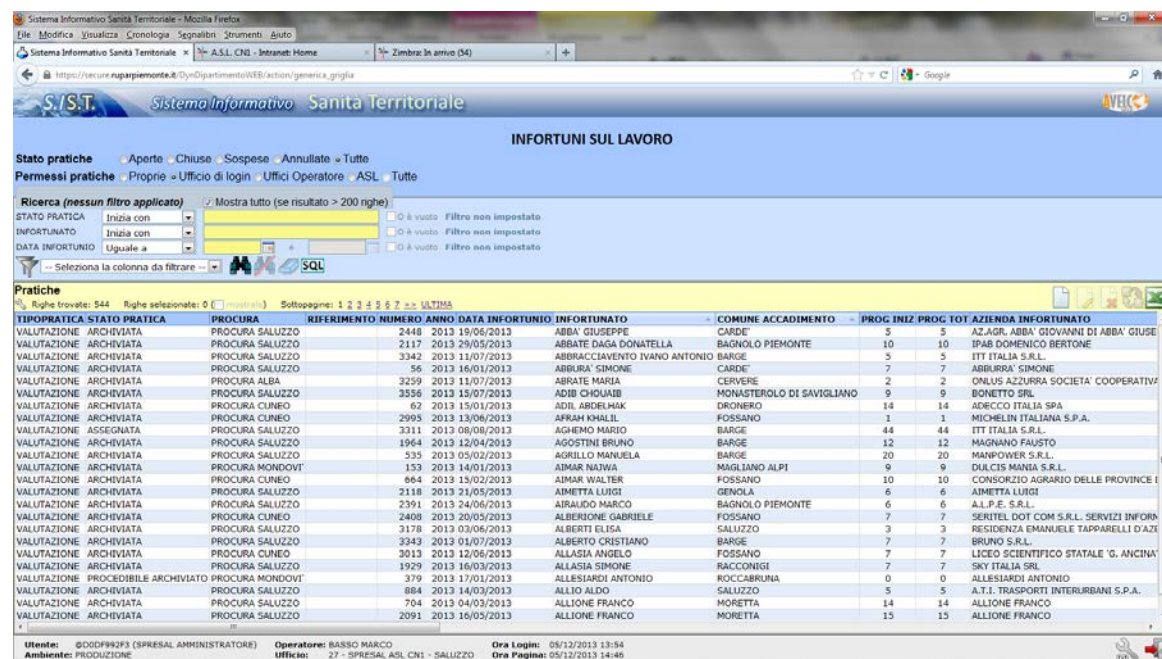 Sistema Informativo Sanità Territoriale - Mozilla Firefox
File Modifica Visualizza Cronologia Segnalibri Strumenti Aiuto
Sistema Informativo Sanità Territoriale × A.S.L. CN1 - Intranet: Home × Zimbra: In arrivo (54) × +
https://secure.ruparpiemonte.it/DynDipartimentoWEB/action/generica_griglia Google
S.I.S.T. Sistema Informativo Sanità Territoriale
INFORTUNI SUL LAVORO
Stato pratiche Aperte Chiuse Sospese Annullate Tutte
Permessi pratiche Proprie Ufficio di login Uffici Operatore ASL Tutte
Ricerca (nessun filtro applicato) Mostra tutto (se risultato > 200 righe)
STATO PRATICA Inizia con O è vuoto Filtro non impostato
INFORTUNATO Inizia con O è vuoto Filtro non impostato
DATA INFORTUNIO Uguale a e O è vuoto Filtro non impostato
-- Seleziona la colonna da filtrare -- SQL
Pratiche
Righe trovate: 544 Righe selezionate: 0 ( mostrale) Sottopagine: 1 2 3 4 5 6 7 >> ULTIMA
TIPOPRATICA STATO PRATICA PROCURA RIFERIMENTO NUMERO ANNO DATA INFORTUNIO INFORTUNATO COMUNE ACCADIMENTO PROG INIZ PROG TOT AZIENDA INFORTUNATO
VALUTAZIONE ARCHIVIATA PROCURA SALUZZO 2448 2013 19/06/2013 ABBA' GIUSEPPE CARDE' 5 5 AZ.AGR. ABBA' GIOVANNI DI ABBA' GIUSE
VALUTAZIONE ARCHIVIATA PROCURA SALUZZO 2117 2013 29/05/2013 ABBATE DAGA DONATELLA BAGNOLO PIEMONTE 10 10 IPAB DOMENICO BERTONE
VALUTAZIONE ARCHIVIATA PROCURA SALUZZO 3342 2013 11/07/2013 ABBRACCIAVENTO IVANO ANTONIO BARGE 5 5 ITT ITALIA S.R.L.
VALUTAZIONE ARCHIVIATA PROCURA SALUZZO 56 2013 16/01/2013 ABBURA' SIMONE CARDE' 7 7 ABBURRA' SIMONE
VALUTAZIONE ARCHIVIATA PROCURA ALBA 3259 2013 11/07/2013 ABRATE MARIA CERVERE 2 2 ONLUS AZZURRA SOCIETA' COOPERATIVA
VALUTAZIONE ARCHIVIATA PROCURA SALUZZO 3556 2013 15/07/2013 ADIB CHOUAIB MONASTEROLO DI SAVIGLIANO 9 9 BONETTO SRL
VALUTAZIONE ARCHIVIATA PROCURA CUNEO 62 2013 15/01/2013 ADIL ABDELHAK DRONERO 14 14 ADECCO ITALIA SPA
VALUTAZIONE ARCHIVIATA PROCURA CUNEO 2995 2013 13/06/2013 AFRAH KHALIL FOSSANO 1 1 MICHELIN ITALIANA S.P.A.
VALUTAZIONE ASSEGNATA PROCURA SALUZZO 3311 2013 08/08/2013 AGHEMO MARIO BARGE 44 44 ITT ITALIA S.R.L.
VALUTAZIONE ARCHIVIATA PROCURA SALUZZO 1964 2013 12/04/2013 AGOSTINI BRUNO BARGE 12 12 MAGNANO FAUSTO
VALUTAZIONE ARCHIVIATA PROCURA SALUZZO 535 2013 05/02/2013 AGRILLO MANUELA BARGE 20 20 MANPOWER S.R.L.
VALUTAZIONE ARCHIVIATA PROCURA MONDOVI' 153 2013 14/01/2013 AIMAR NAJWA MAGLIANO ALPI 9 9 DULCIS MANIA S.R.L.
VALUTAZIONE ARCHIVIATA PROCURA CUNEO 664 2013 15/02/2013 AIMAR WALTER FOSSANO 10 10 CONSORZIO AGRARIO DELLE PROVINCE
VALUTAZIONE ARCHIVIATA PROCURA SALUZZO 2118 2013 21/05/2013 AIMETTA LUIGI GENOLA 6 6 AIMETTA LUIGI
VALUTAZIONE ARCHIVIATA PROCURA SALUZZO 2391 2013 24/06/2013 AIRAUDO MARCO BAGNOLO PIEMONTE 6 6 A.L.P.E. S.R.L.
VALUTAZIONE ARCHIVIATA PROCURA CUNEO 2408 2013 20/05/2013 ALBERIONE GABRIELE FOSSANO 7 7 SERITEL DOT COM S.R.L. SERVIZI INFORM
VALUTAZIONE ARCHIVIATA PROCURA SALUZZO 3178 2013 03/06/2013 ALBERTI ELISA SALUZZO 3 3 RESIDENZA EMANUELE TAPPARELLI D'AZE
VALUTAZIONE ARCHIVIATA PROCURA SALUZZO 3343 2013 01/07/2013 ALBERTO CRISTIANO BARGE 7 7 BRUNO S.R.L.
VALUTAZIONE ARCHIVIATA PROCURA CUNEO 3013 2013 12/06/2013 ALLASIA ANGELO FOSSANO 7 7 LICEO SCIENTIFICO STATALE 'G. ANCINA'
VALUTAZIONE ARCHIVIATA PROCURA SALUZZO 1929 2013 16/03/2013 ALLASIA SIMONE RACCONIGI 7 7 SKY ITALIA SRL
VALUTAZIONE PROCEDIBILE ARCHIVIATO PROCURA MONDOVI' 379 2013 17/01/2013 ALLESIARDI ANTONIO ROCCABRUNA 0 0 ALLESIARDI ANTONIO
VALUTAZIONE ARCHIVIATA PROCURA SALUZZO 884 2013 14/03/2013 ALLIO ALDO SALUZZO 5 5 A.T.I. TRASPORTI INTERURBANI S.P.A.
VALUTAZIONE ARCHIVIATA PROCURA SALUZZO 704 2013 04/03/2013 ALLIONE FRANCO MORETTA 14 14 ALLIONE FRANCO
VALUTAZIONE ARCHIVIATA PROCURA SALUZZO 2091 2013 16/05/2013 ALLIONE FRANCO MORETTA 15 15 ALLIONE FRANCO
Utente: @D0DF992F3 (SPRESAL AMMINISTRATORE) Operatore: BASSO MARCO Ora Login: 05/12/2013 13:54
Ambiente: PRODUZIONE Ufficio: 27 - SPRESAL ASL CN1 - SALUZZO Ora Pagina: 05/12/2013 14:46